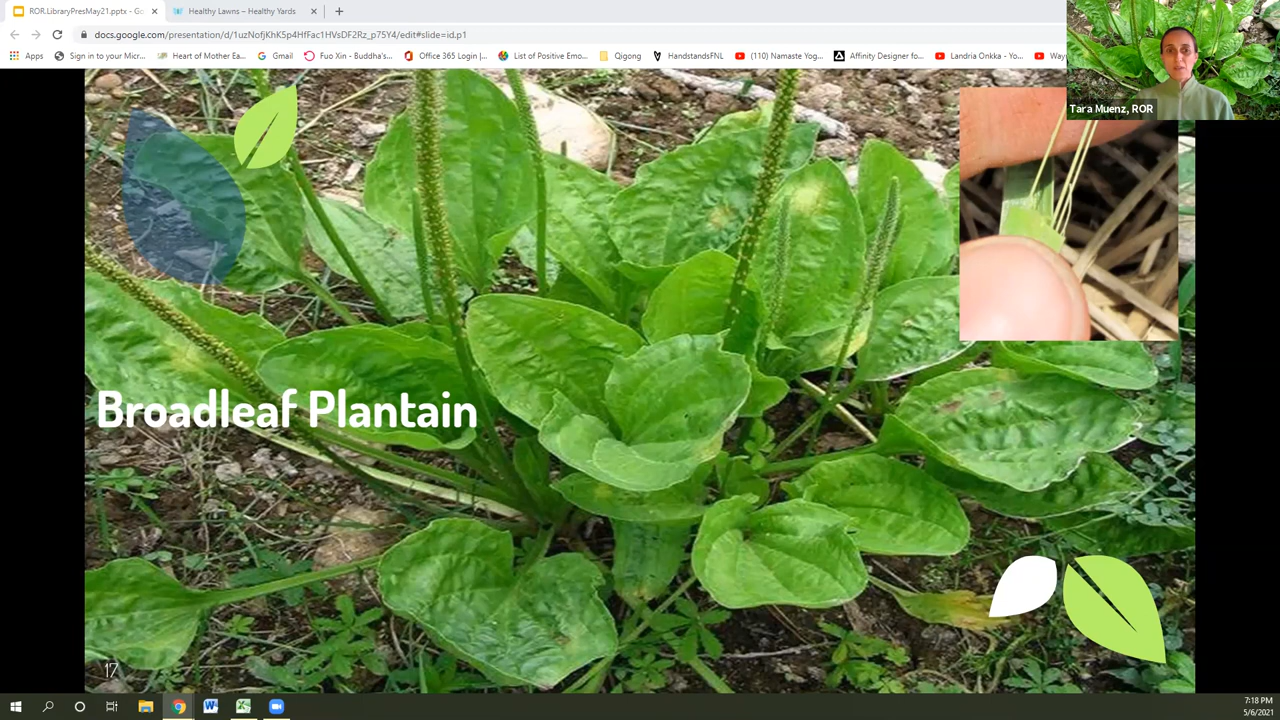 ROR.LibraryPresMay21.pptx - Go
Healthy Lawns – Healthy Yards
docs.google.com/presentation/d/1uzNofjKhK5p4HfFac1HVsDF2Rz_p75Y4/edit#slide=id.p1
Apps
Sign in to your Micr...
Heart of Mother Ea...
Gmail
Fuo Xin - Buddha's...
Office 365 Login |...
List of Positive Emo...
Qigong
HandstandsFNL
(110) Namaste Yog...
Affinity Designer fo...
Landria Onkka - Yo...
Way
Tara Muenz, ROR
Broadleaf Plantain
17
7:18 PM
5/6/2021